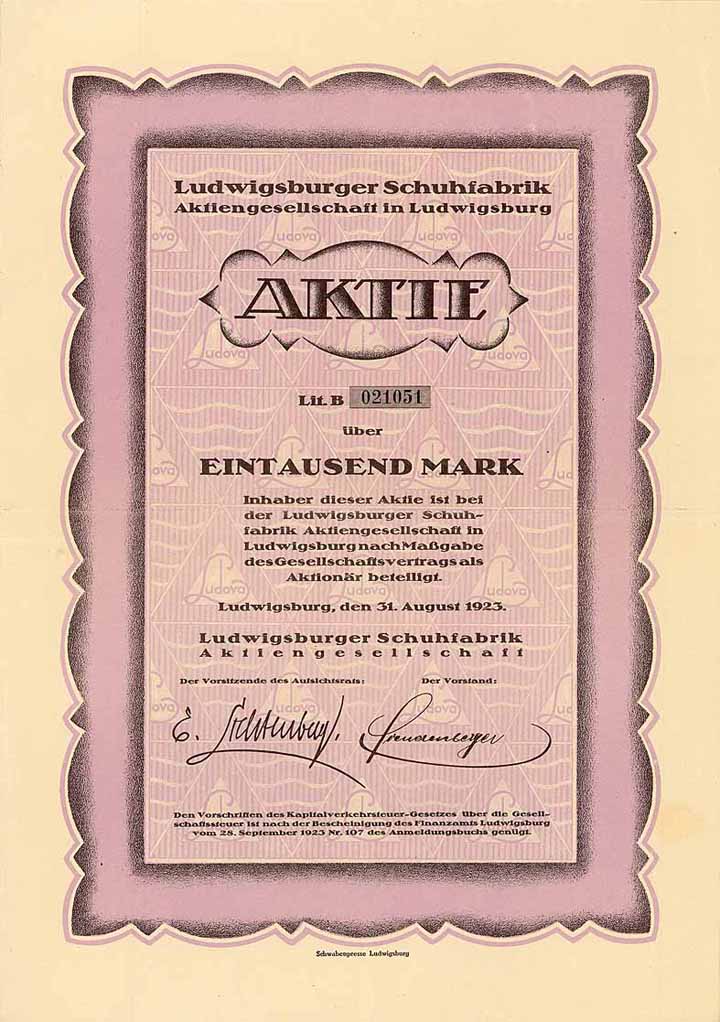 Ludwigsburger Schuhfabrik
Aktiengesellschaft in Ludwigsburg
AKTIE
Lit. B 021051
über
EINTAUSEND MARK
Inhaber dieser Aktie ist bei
der Ludwigsburger Schuh-
fabrik Aktiengesellschaft in
Ludwigsburg nach Maßgabe
des Gesellschaftsvertrags als
Aktionär beteiligt.
Ludwigsburg, den 31. August 1923.
Ludwigsburger Schuhfabrik
Aktiengesellschaft
Der Vorsitzende des Aufsichtsrats: Der Vorstand:
E.
Den Vorschriften des Kapitalverkehrsteuer-Gesetzes über die Gesell-
schaftssteuer ist nach der Bescheinigung des Finanzamts Ludwigsburg
vom 28. September 1923 Nr. 107 des Anmeldungsbuchs genügt.
Schwabenpresse Ludwigsburg
Ludova